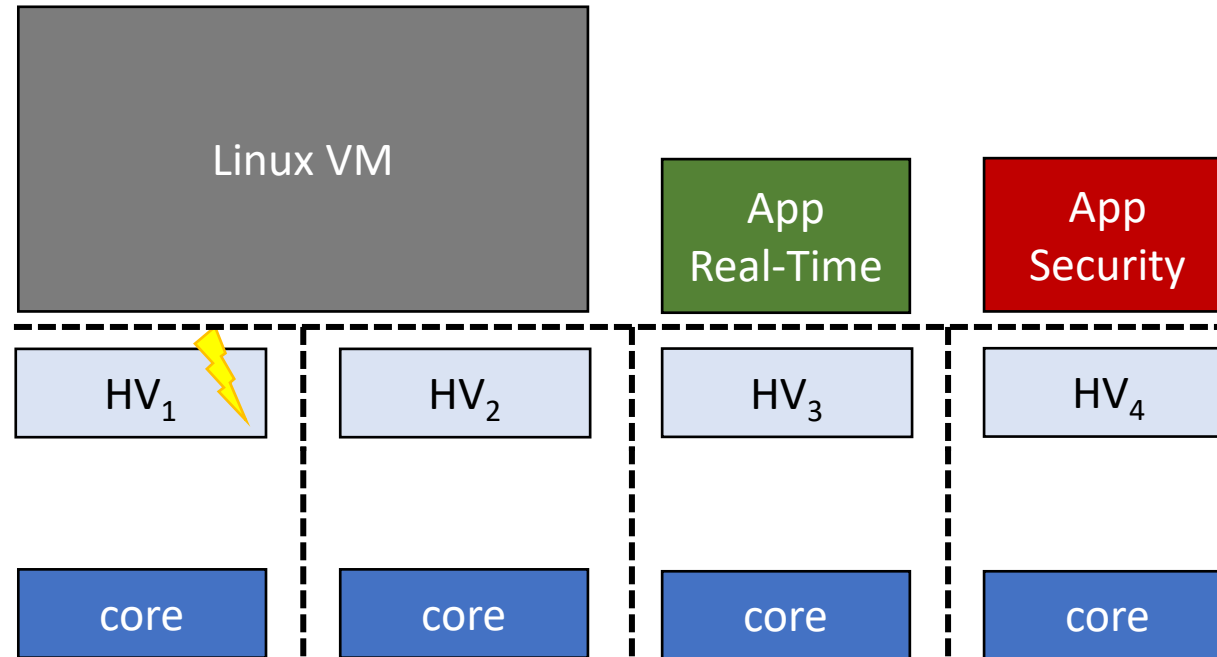 Linux VM
App
Real-Time
App
Security
HV₁
HV₂
HV₃
HV₄
core
core
core
core